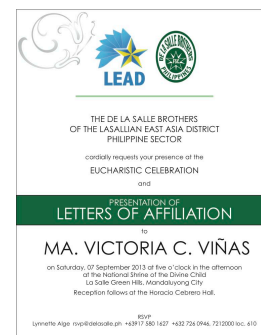 LEAD
DE LA SALLE BROTHERS
PHILIPPINES
THE DE LA SALLE BROTHERS
OF THE LASALLIAN EAST ASIA DISTRICT
PHILIPPINE SECTOR
cordially requests your presence at the
EUCHARISTIC CELEBRATION
and
PRESENTATION OF
LETTERS OF AFFILIATION
to
MA. VICTORIA C. VIÑAS
on Saturday, 07 September 2013 at five o'clock in the afternoon
at the National Shrine of the Divine Child
La Salle Green Hills, Mandaluyong City
Reception follows at the Horacio Cebrero Hall.
RSVP
Lynnette Alge rsvp@delasalle.ph +63917 580 1627 +632 726 0946, 7212000 loc. 610